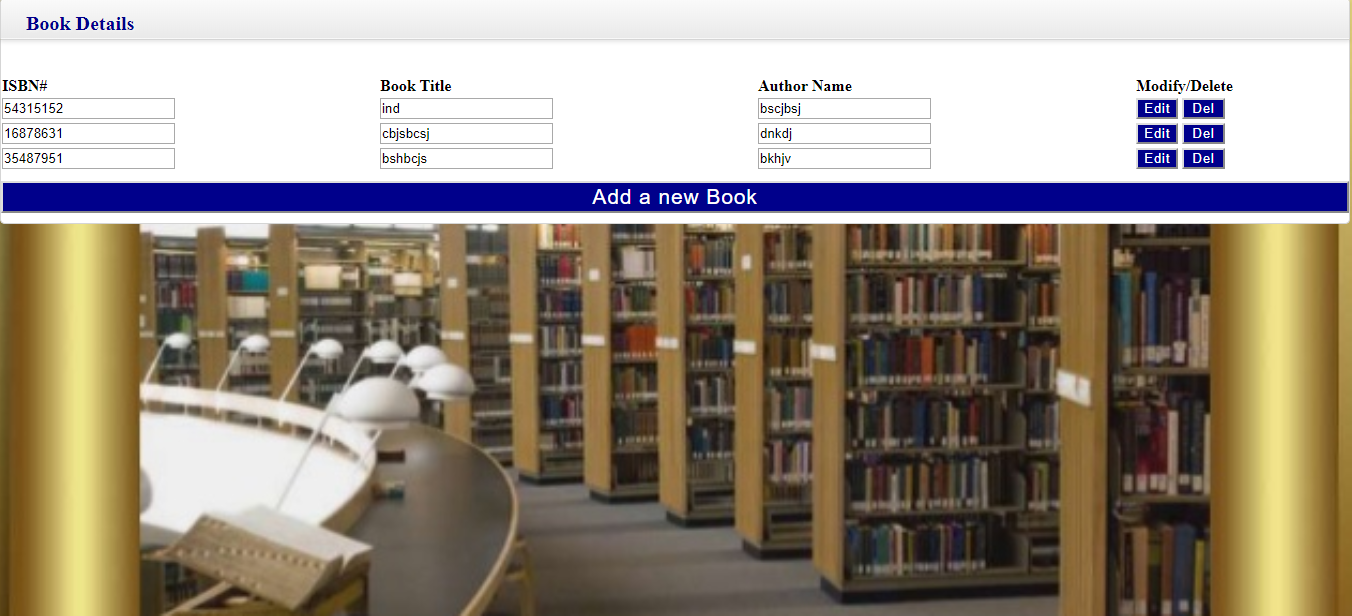 Book Details
ISBN# Book Title Author Name Modify/Delete
54315152 ind bscjbsj Edit Del
16878631 cbjsbcsj dnkdj Edit Del
35487951 bshbcjs bkhjv Edit Del
Add a new Book